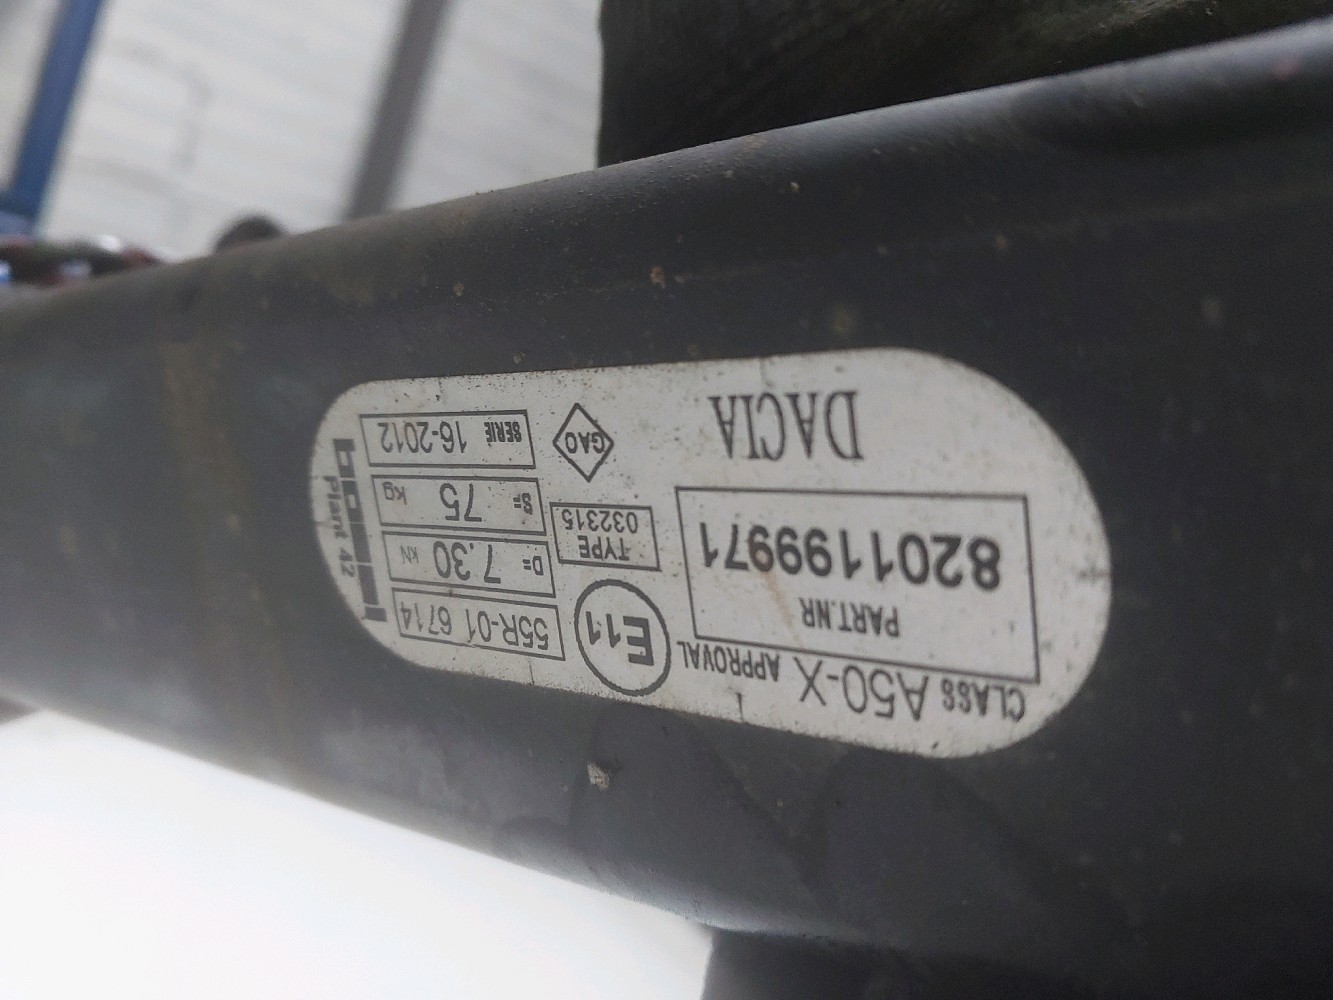 CLASS A50-X APPROVAL
PART.NR
8201199971
DACIA
E11
TYPE
032315
GAO
55R-01 6714
D= 7.30 kN
S= 75 kg
SERIE 16-2012
bosal
Plant 42